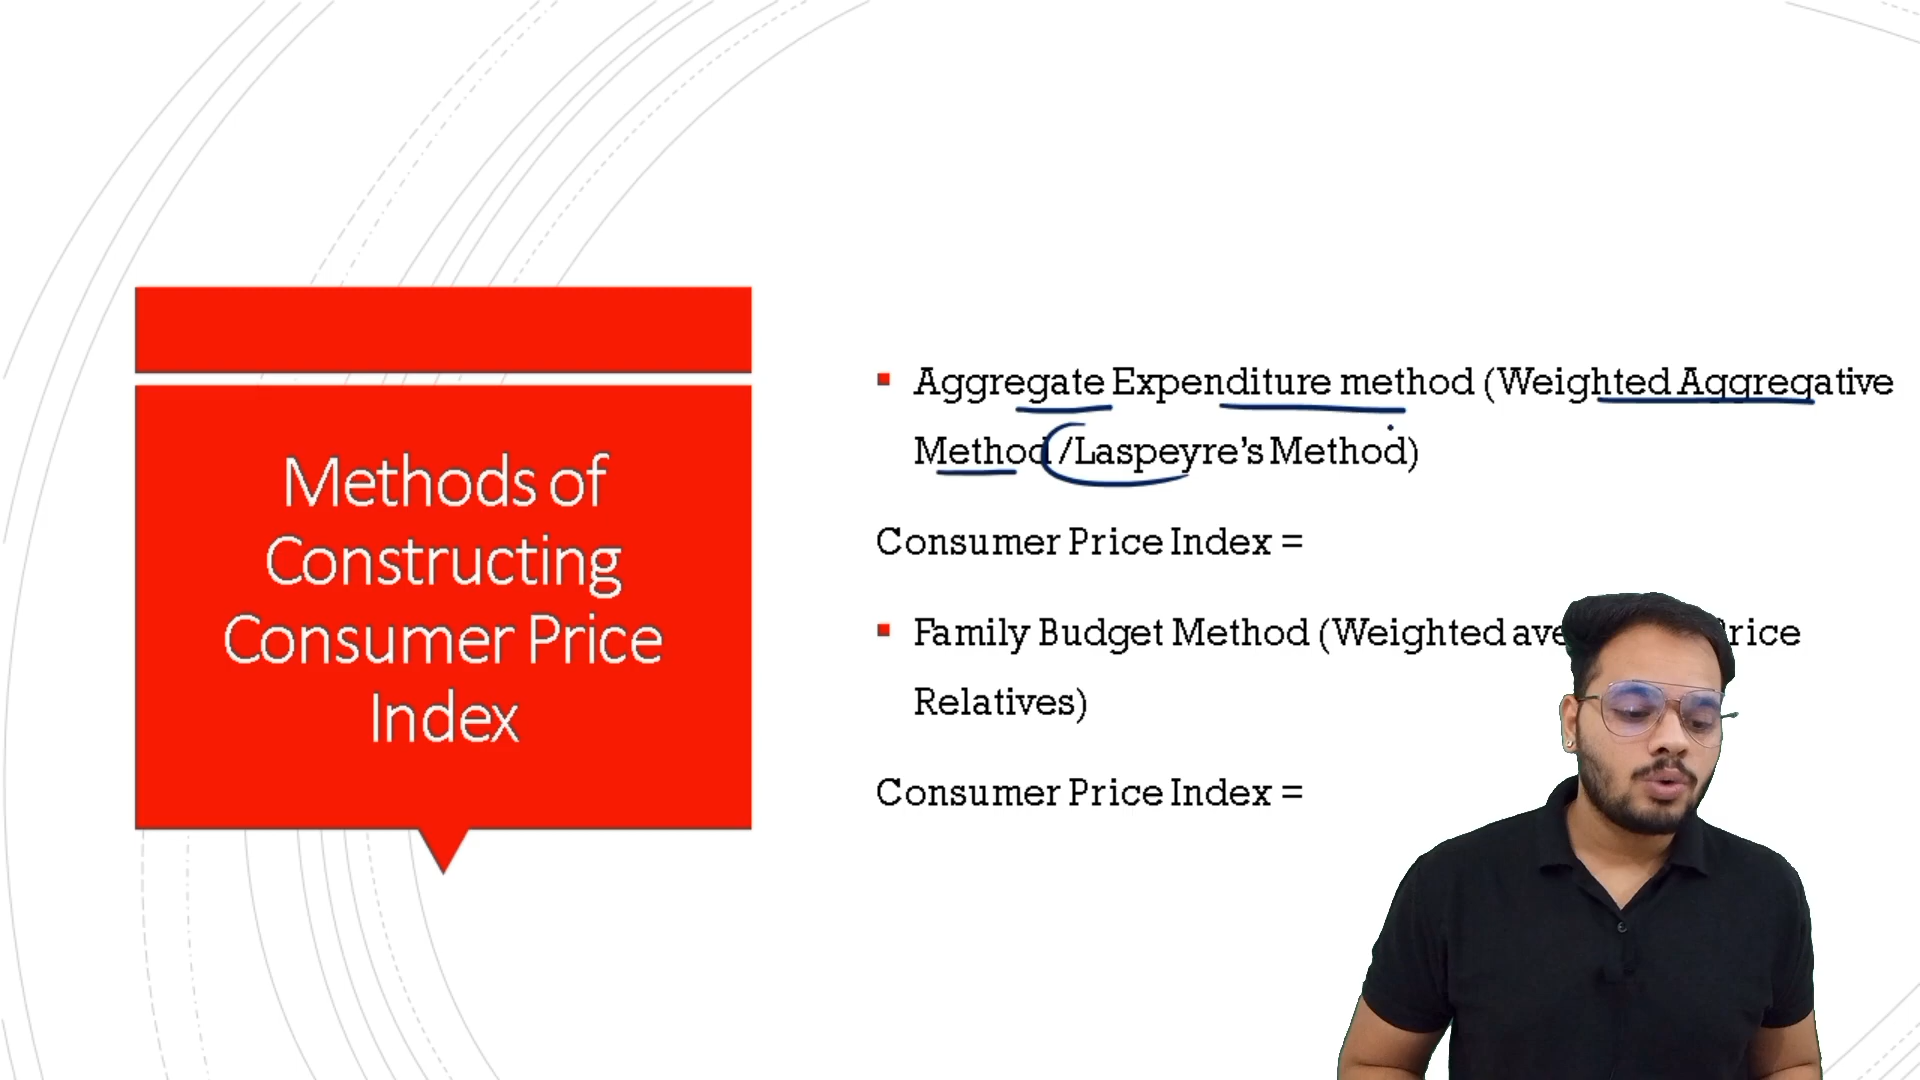 Methods of
Constructing
Consumer Price
Index
Aggregate Expenditure method (Weighted Aggregative
Method /Laspeyre's Method)
Consumer Price Index =
Family Budget Method (Weighted Price
Relatives)
Consumer Price Index =